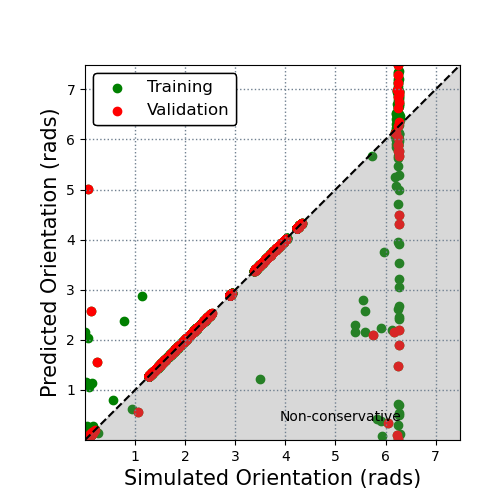 Training
Validation
7
6
5
4
3
2
1
Predicted Orientation (rads)
Non-conservative
1 2 3 4 5 6 7
Simulated Orientation (rads)